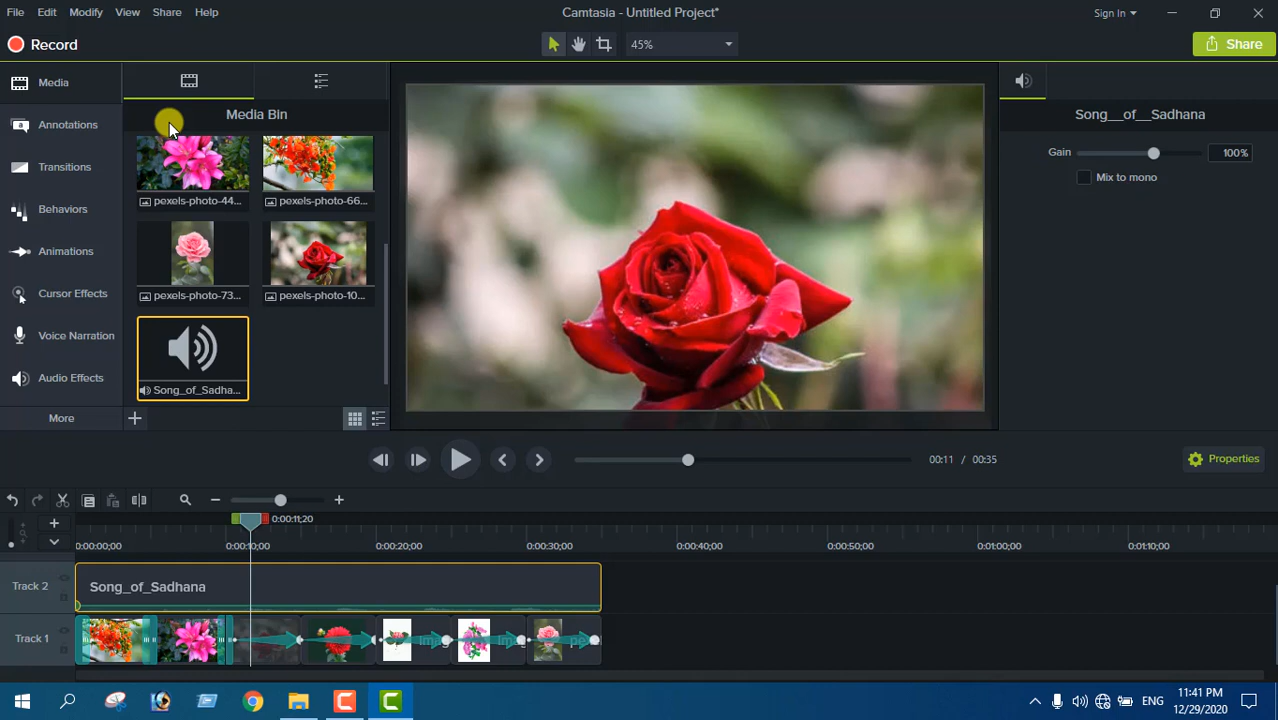 File Edit Modify View Share Help
Camtasia - Untitled Project*
Sign In
Record
45%
Share
Media
Annotations
Transitions
Behaviors
Animations
Cursor Effects
Voice Narration
Audio Effects
More
Media Bin
pexels-photo-44...
pexels-photo-66...
pexels-photo-73...
pexels-photo-10...
Song_of_Sadha...
Song__of__Sadhana
Gain
100%
Mix to mono
00:11 / 00:35
Properties
0:00:11;20
0:00:00;00
0:00:10;00
0:00:20;00
0:00:30;00
0:00:40;00
0:00:50;00
0:01:00;00
0:01:10;00
Track 2
Song_of_Sadhana
Track 1
ENG
11:41 PM
12/29/2020